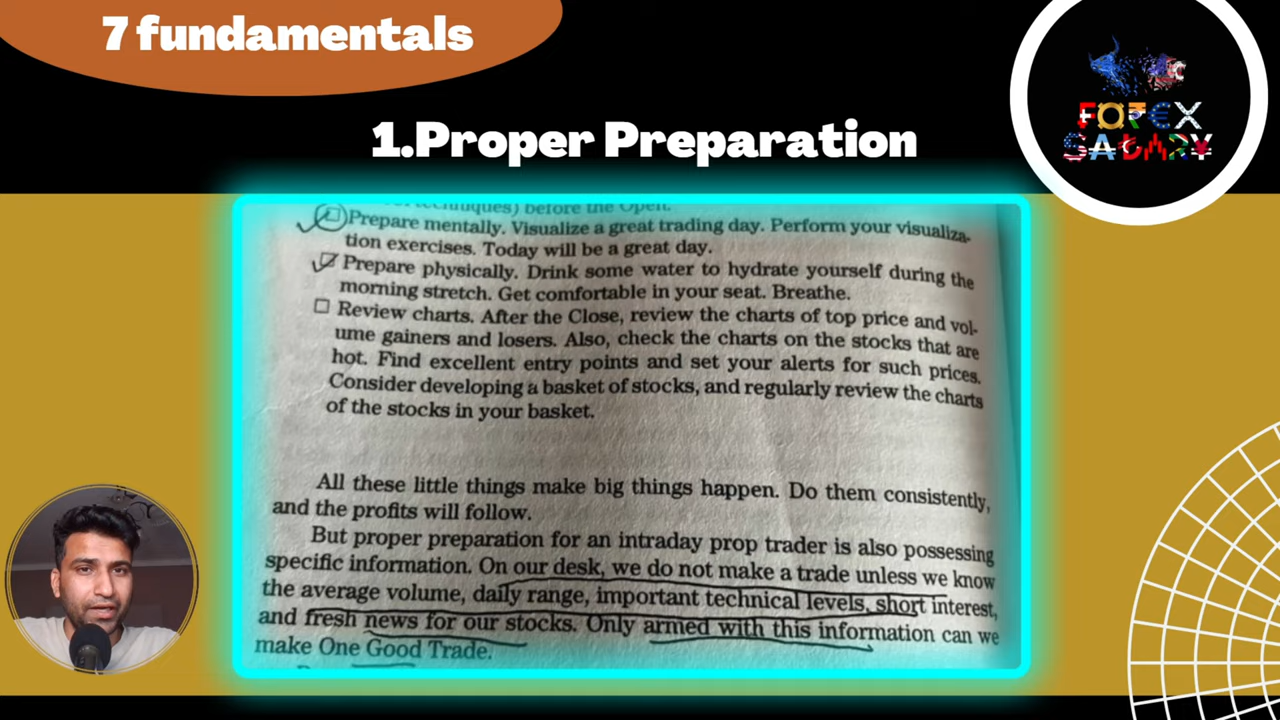 7 fundamentals
FOREX
SALARY
1.Proper Preparation
techniques) before the Open.
Prepare mentally. Visualize a great trading day. Perform your visualiza-
tion exercises. Today will be a great day.
Prepare physically. Drink some water to hydrate yourself during the
morning stretch. Get comfortable in your seat. Breathe.
Review charts. After the Close, review the charts of top price and vol-
ume gainers and losers. Also, check the charts on the stocks that are
hot. Find excellent entry points and set your alerts for such prices.
Consider developing a basket of stocks, and regularly review the charts
of the stocks in your basket.
All these little things make big things happen. Do them consistently,
and the profits will follow.
But proper preparation for an intraday prop trader is also possessing
specific information. On our desk, we do not make a trade unless we know
the average volume, daily range, important technical levels, short interest,
and fresh news for our stocks. Only armed with this information can we
make One Good Trade.